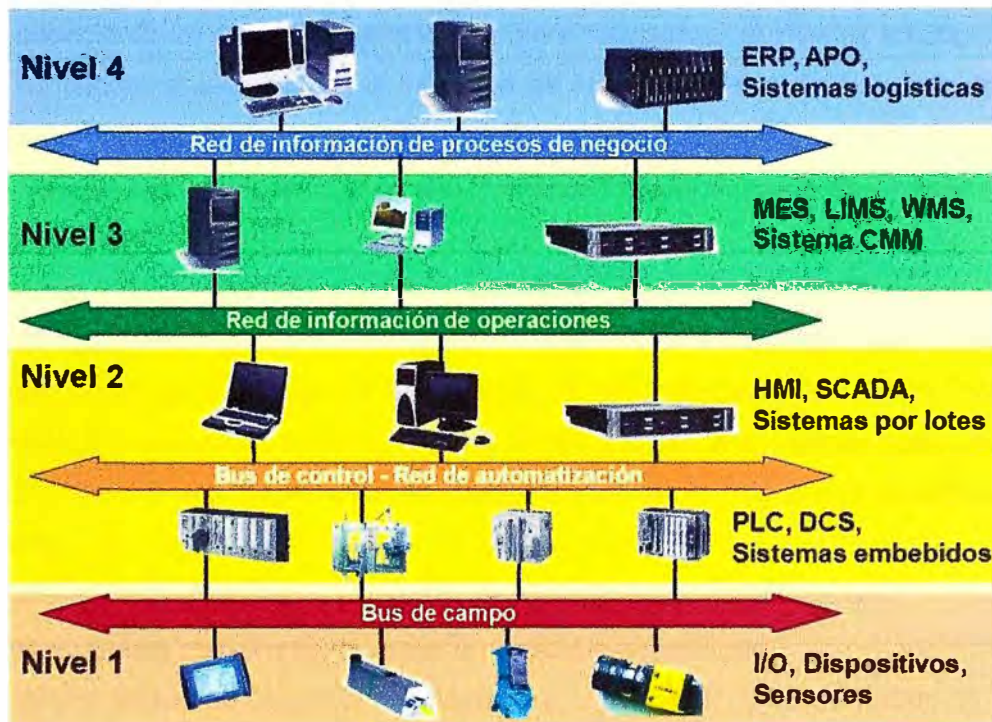 Nivel 4
ERP, APO,
Sistemas logísticas
Red de información de procesos de negocio
Nivel 3
MES, LIMS, WMS,
Sistema CMM
Red de información de operaciones
Nivel 2
HMI, SCADA,
Sistemas por lotes
Bus de control - Red de automatización
PLC, DCS,
Sistemas embebidos
Bus de campo
Nivel 1
I/O, Dispositivos,
Sensores